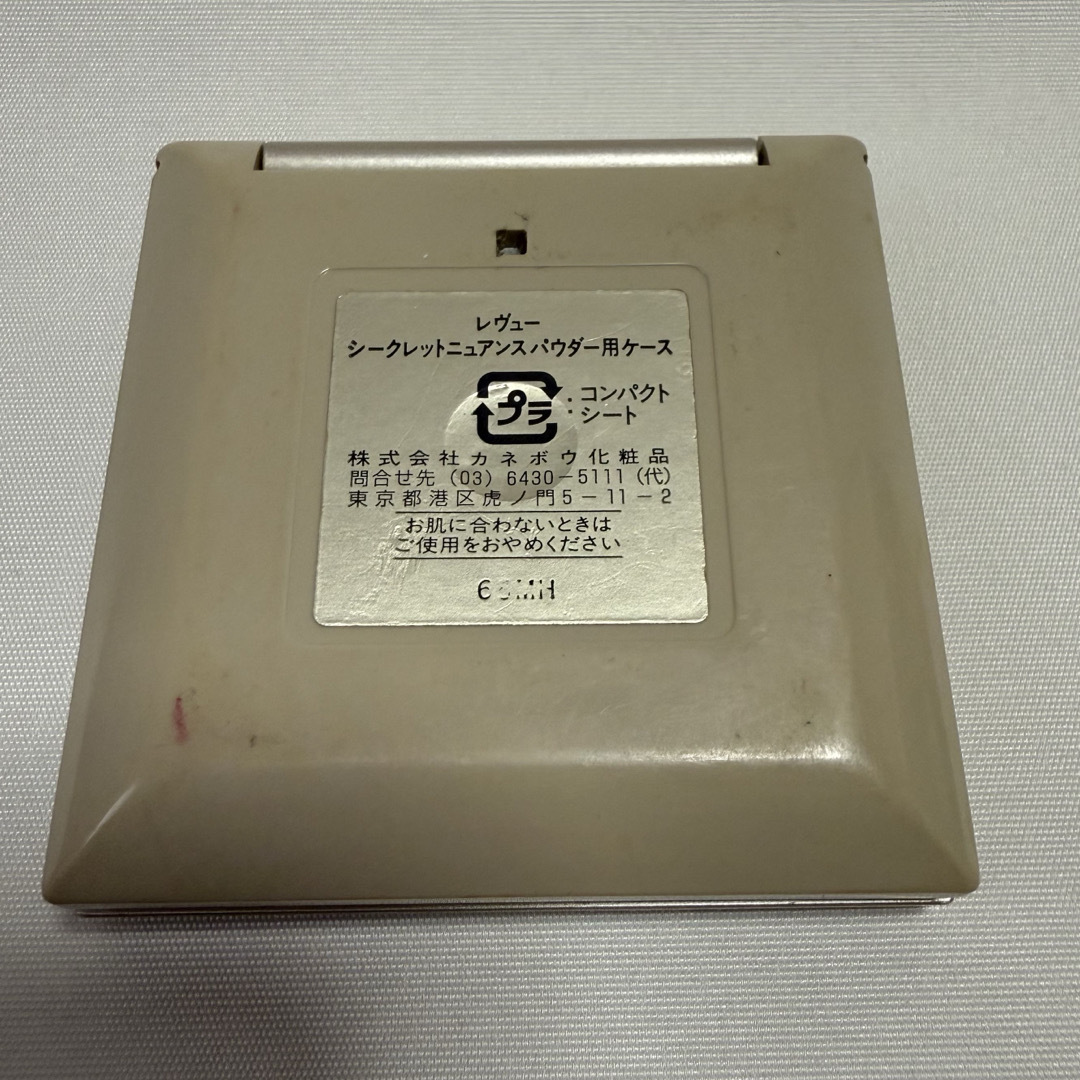 レヴュー
シークレットニュアンスパウダー用ケース
プラ : コンパクト
シート
株式会社カネボウ化粧品
問合せ先 (03) 6430-5111 (代)
東京都港区虎ノ門5-11-2
お肌に合わないときは
ご使用をおやめください